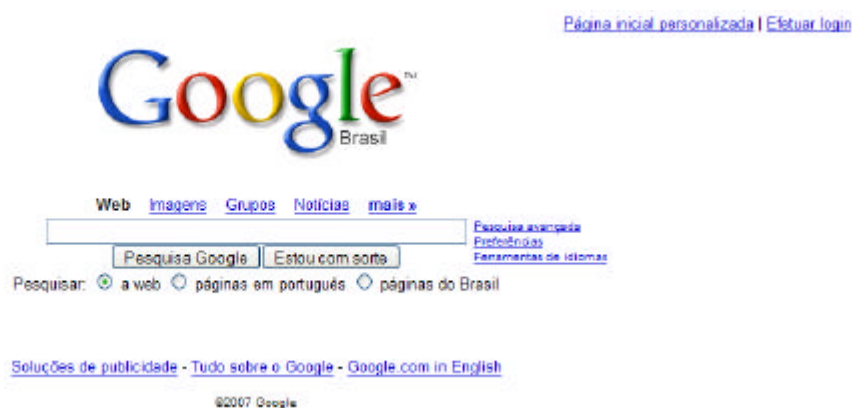 Página inicial personalizada | Efetuar login
Google™
Brasil
Web Imagens Grupos Notícias mais »
Pesquisa avançada
Preferências
Ferramentas de idiomas
Pesquisa Google Estou com sorte
Pesquisar: a web páginas em português páginas do Brasil
Soluções de publicidade - Tudo sobre o Google - Google.com in English
©2007 Google